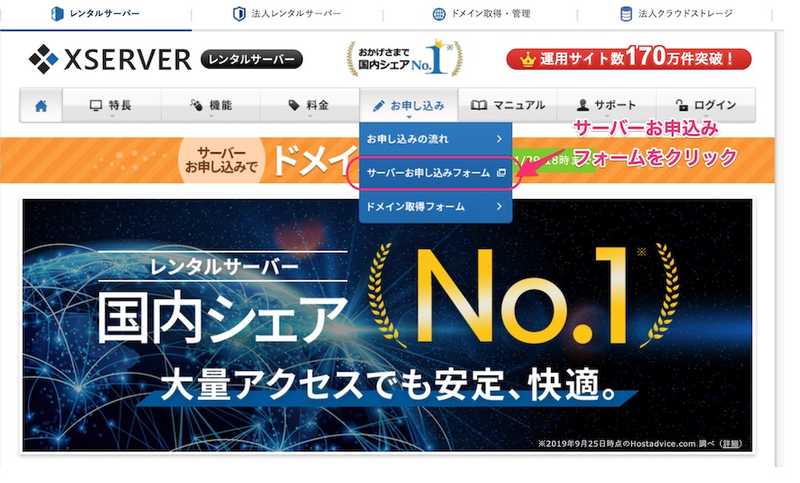 レンタルサーバー
法人レンタルサーバー
ドメイン取得・管理
法人クラウドストレージ
XSERVER レンタルサーバー
おかげさまで
国内シェアNo.1※
運用サイト数170万件突破！
特長
機能
料金
お申し込み
マニュアル
サポート
ログイン
お申し込みの流れ
サーバーお申し込みフォーム
ドメイン取得フォーム
サーバーお申込み
フォームをクリック
サーバー
お申し込みで
ドメイ
18時
レンタルサーバー
国内シェア
No.1※
大量アクセスでも安定、快適。
※2019年9月25日時点のHostadvice.com 調べ（詳細）